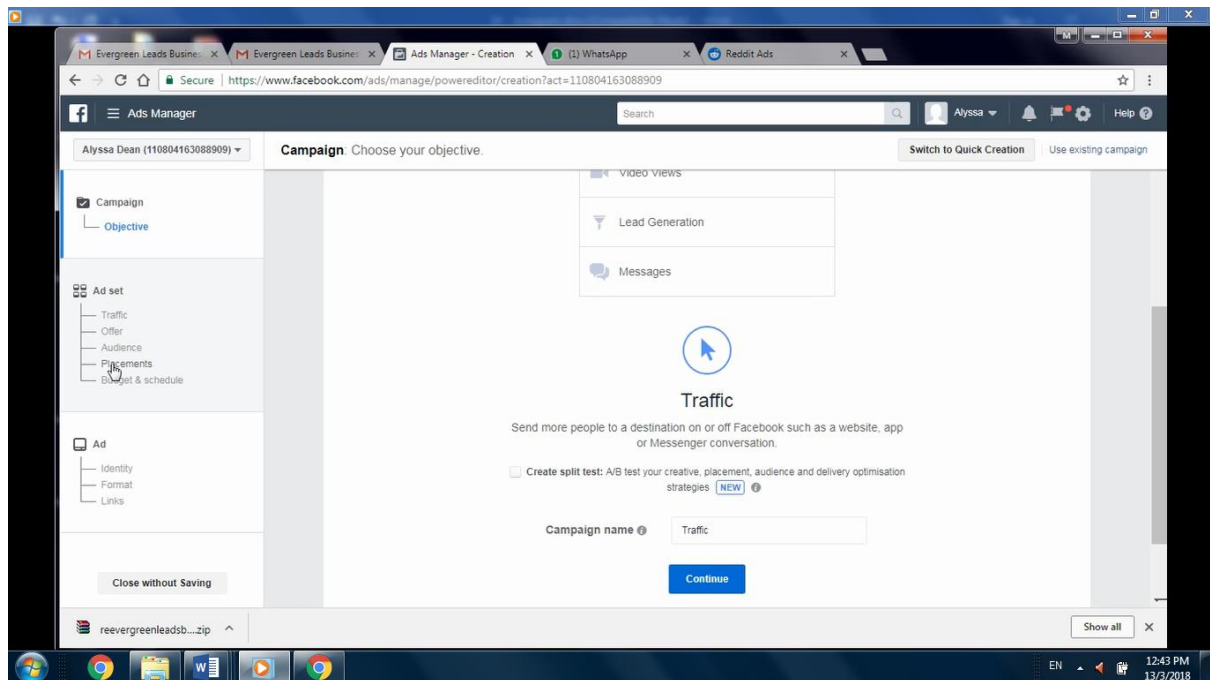 Evergreen Leads Busines
Evergreen Leads Busines
Ads Manager - Creation
(1) WhatsApp
Reddit Ads
M
Secure | https://www.facebook.com/ads/manage/powereditor/creation?act=110804163088909
Ads Manager
Search
Alyssa
Help
Alyssa Dean (110804163088909)
Campaign: Choose your objective.
Switch to Quick Creation
Use existing campaign
Campaign
Objective
Ad set
Traffic
Offer
Audience
Placements
Budget & schedule
Ad
Identity
Format
Links
Close without Saving
Video Views
Lead Generation
Messages
Traffic
Send more people to a destination on or off Facebook such as a website, app
or Messenger conversation.
Create split test: A/B test your creative, placement, audience and delivery optimisation
strategies NEW
Campaign name
Traffic
Continue
reevergreenleadsb....zip
Show all
EN
12:43 PM
13/3/2018